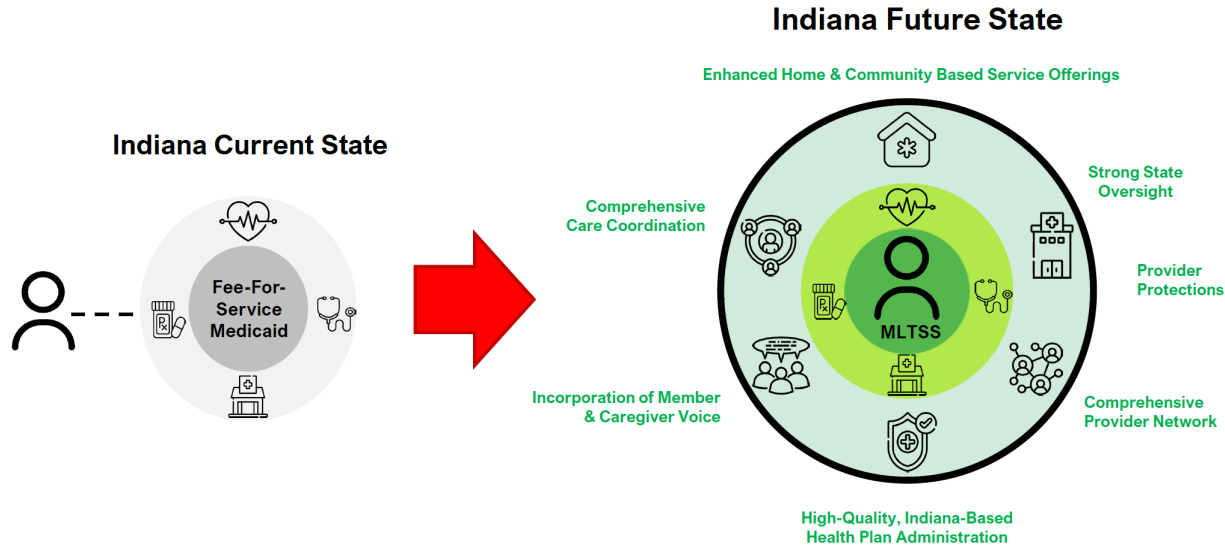 Indiana Future State
Enhanced Home & Community Based Service Offerings
Indiana Current State
Fee-For-
Service
Medicaid
Rx
Comprehensive
Care Coordination
Strong State
Oversight
Provider
Protections
Rx
MLTSS
Incorporation of Member
& Caregiver Voice
Comprehensive
Provider Network
High-Quality, Indiana-Based
Health Plan Administration